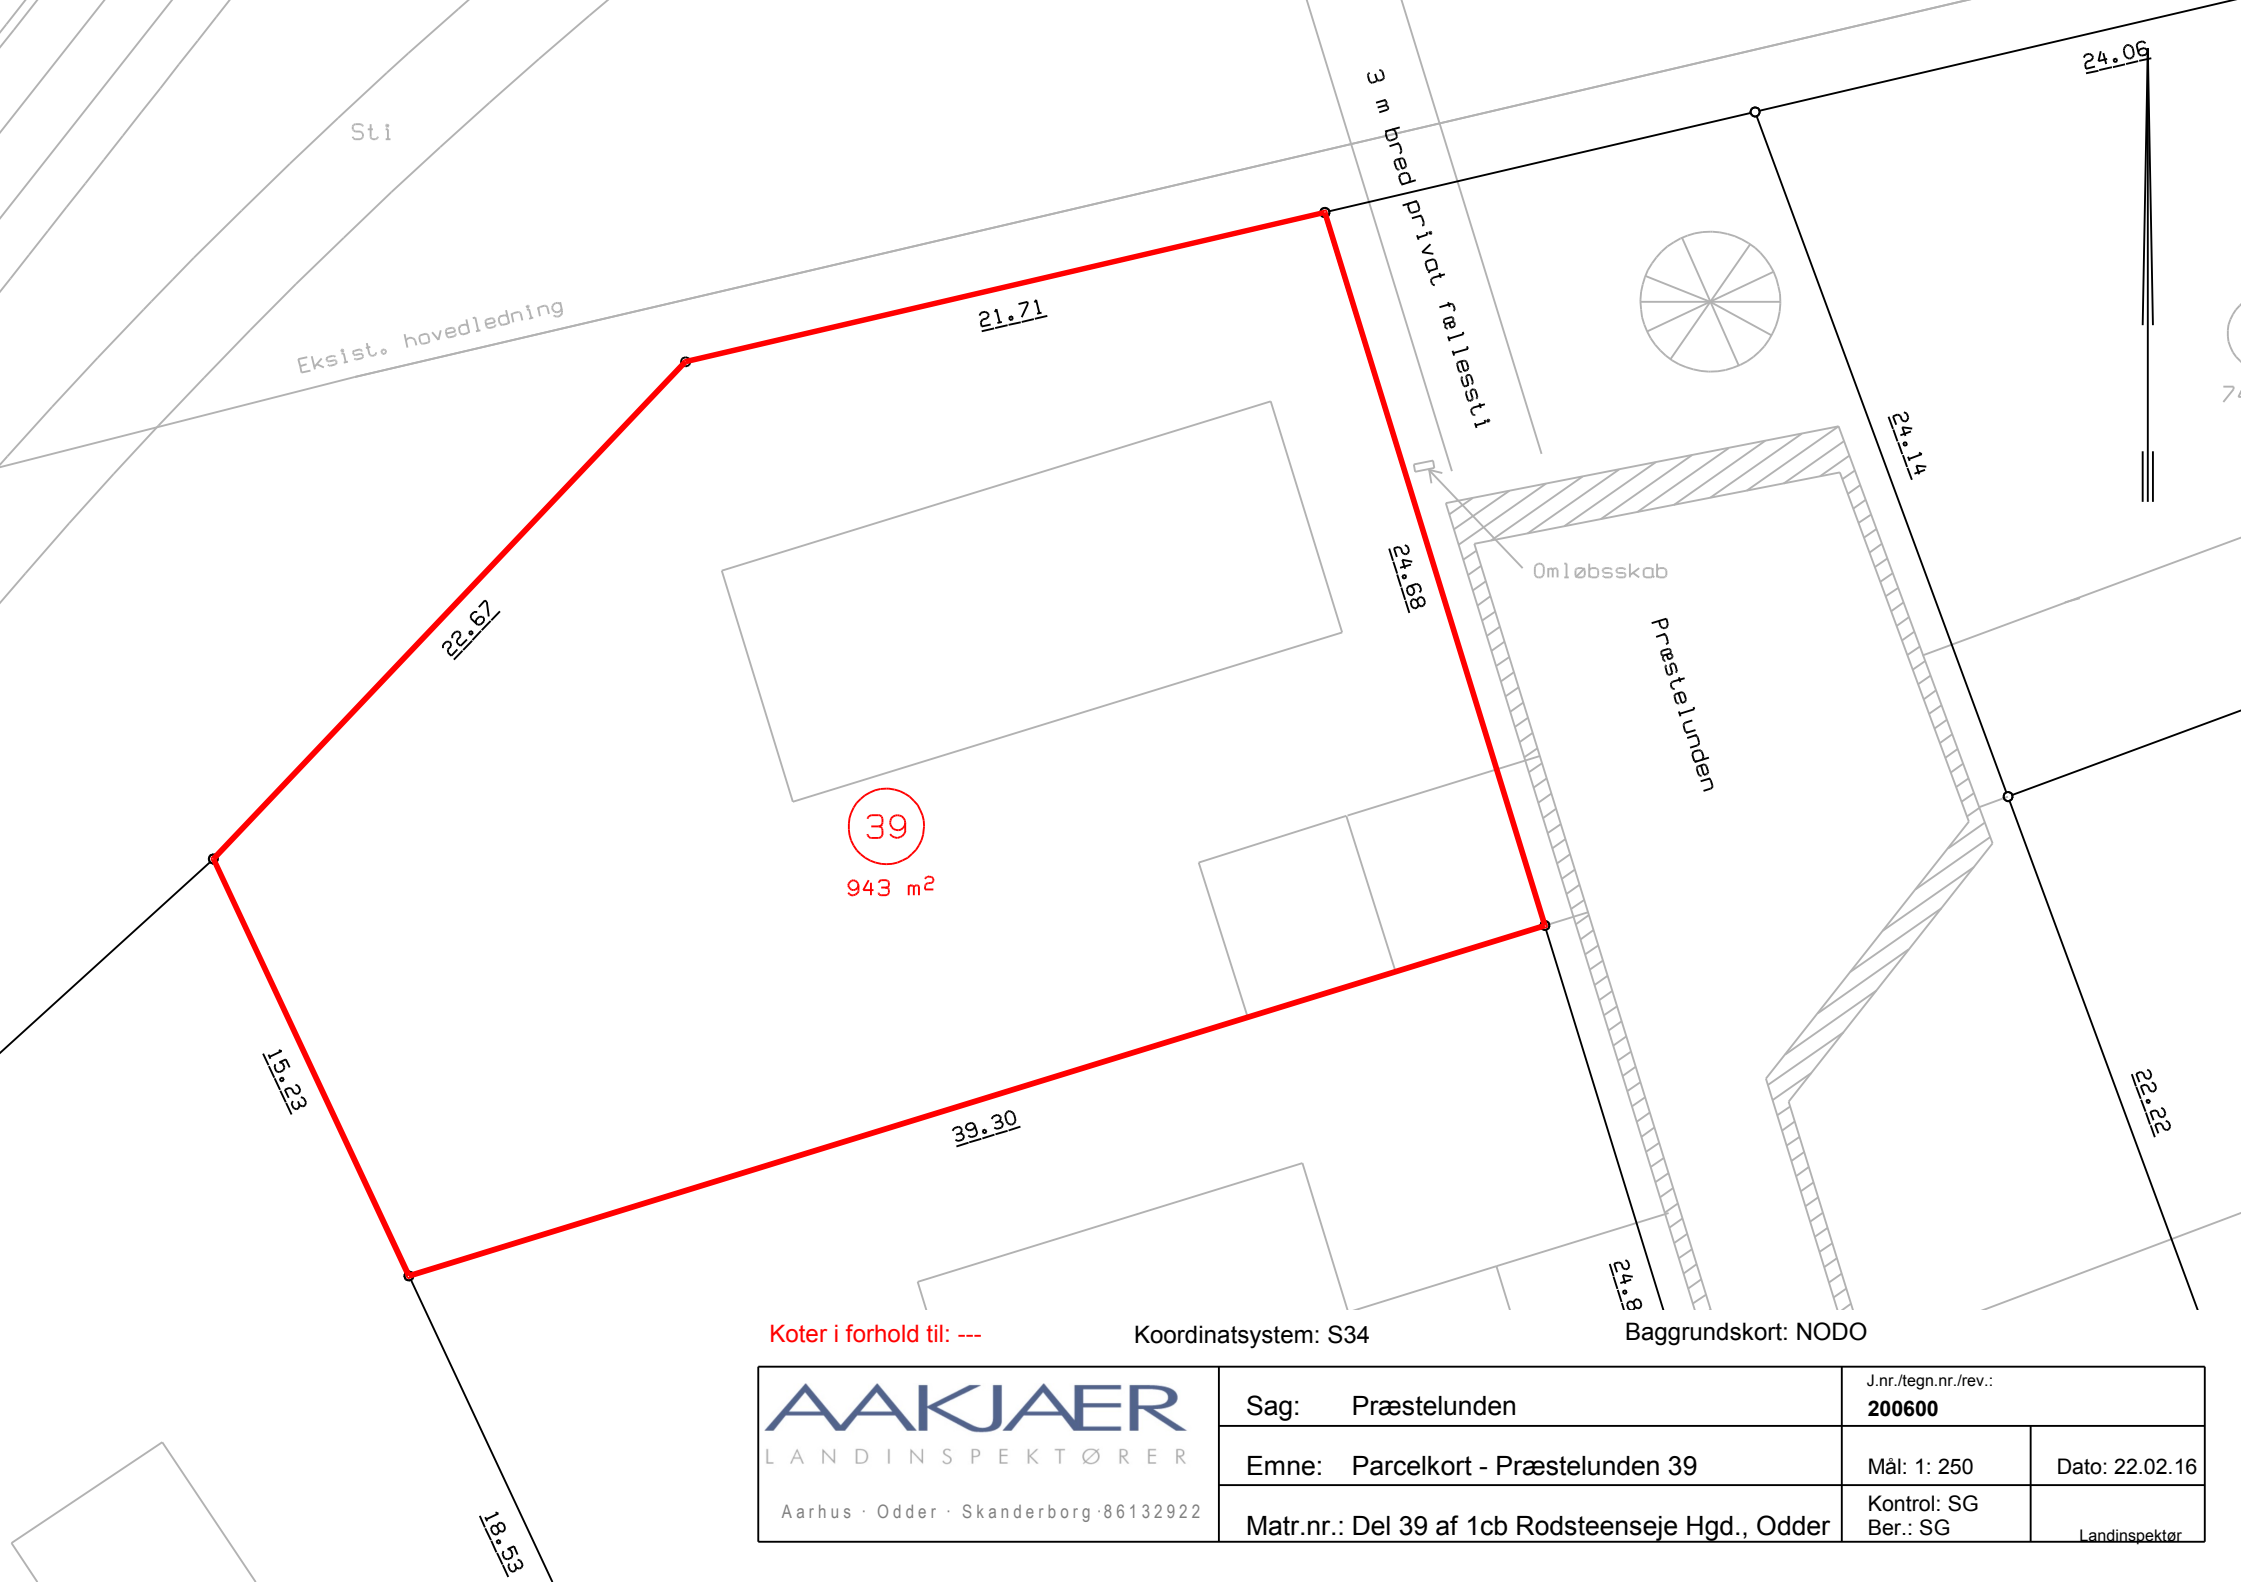 24.06
Sti
3 m bred privat fællessti
Eksist. hovedledning
21.71
24.14
24.68
Omløbsskab
22.67
Præstelunden
39
943 m²
15.23
39.30
22.22
24.8
18.53
Koter i forhold til: ---
Koordinatsystem: S34
Baggrundskort: NODO
AAKJAER
LANDINSPEKTØRER
Aarhus · Odder · Skanderborg ·86132922
Sag: Præstelunden
Emne: Parcelkort - Præstelunden 39
Matr.nr.: Del 39 af 1cb Rodsteenseje Hgd., Odder
J.nr./tegn.nr./rev.:
200600
Mål: 1: 250
Dato: 22.02.16
Kontrol: SG
Ber.: SG
Landinspektør